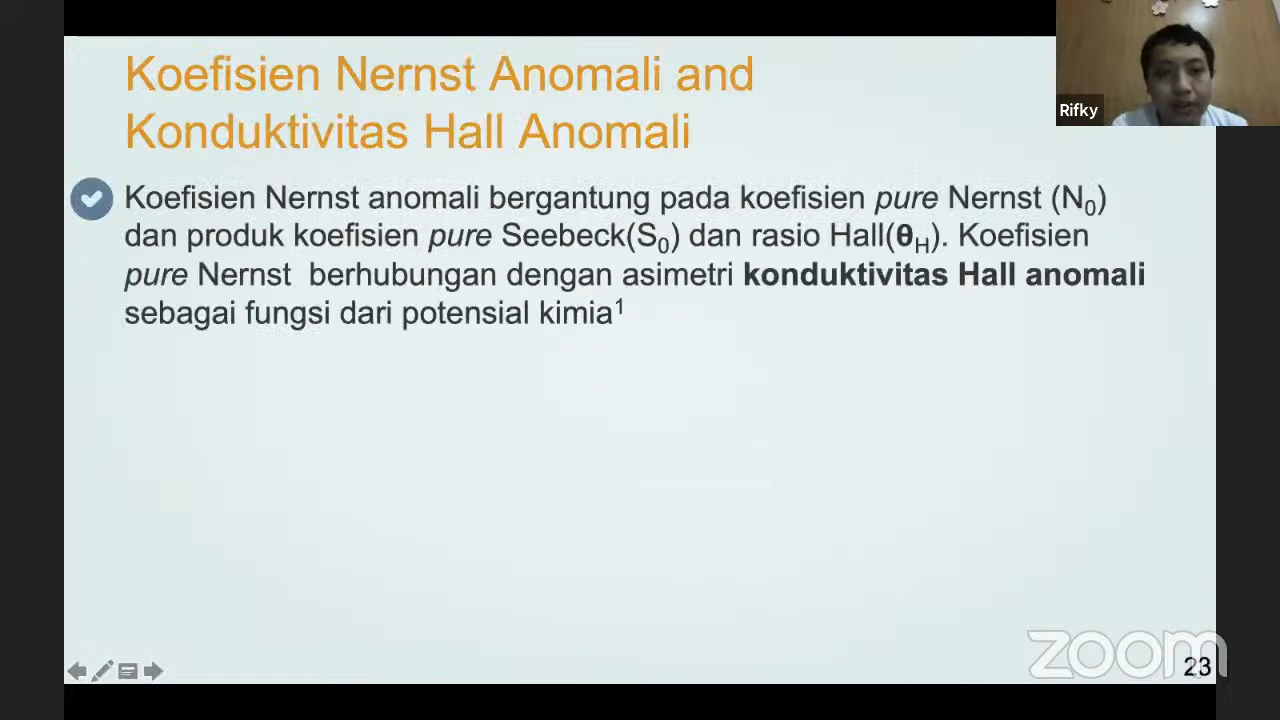 Koefisien Nernst Anomali and
Konduktivitas Hall Anomali
Rifky
Koefisien Nernst anomali bergantung pada koefisien pure Nernst (N₀)
dan produk koefisien pure Seebeck(S₀) dan rasio Hall(θH). Koefisien
pure Nernst berhubungan dengan asimetri konduktivitas Hall anomali
sebagai fungsi dari potensial kimia¹
zoom
23